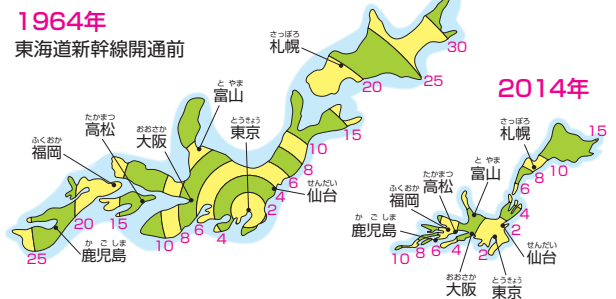 1964年
東海道新幹線開通前
さっぽろ
札幌
30
25
20
とやま
富山
とうきょう
東京
たかまつ
高松
おおさか
大阪
ふくおか
福岡
15
10
8
6
せんだい
仙台
4
2
4
6
8
10
15
20
25
かごしま
鹿児島
2014年
さっぽろ
札幌
15
10
8
6
4
2
とやま
富山
たかまつ
高松
ふくおか
福岡
かごしま
鹿児島
せんだい
仙台
10
8
6
4
2
おおさか
大阪
とうきょう
東京